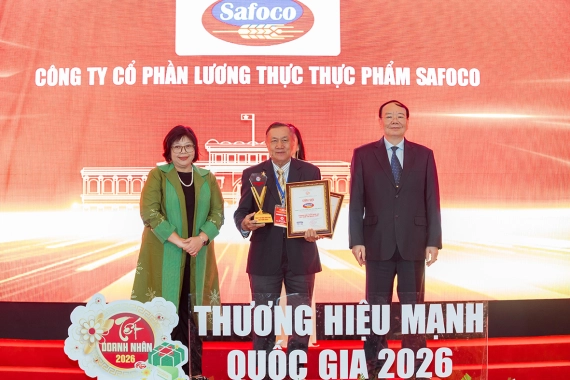 Safoco
CÔNG TY CỔ PHẦN LƯƠNG THỰC THỰC PHẨM SAFOCO
Tết
DOANH NHÂN
2026
THƯƠNG HIỆU MẠNH
QUỐC GIA 2026